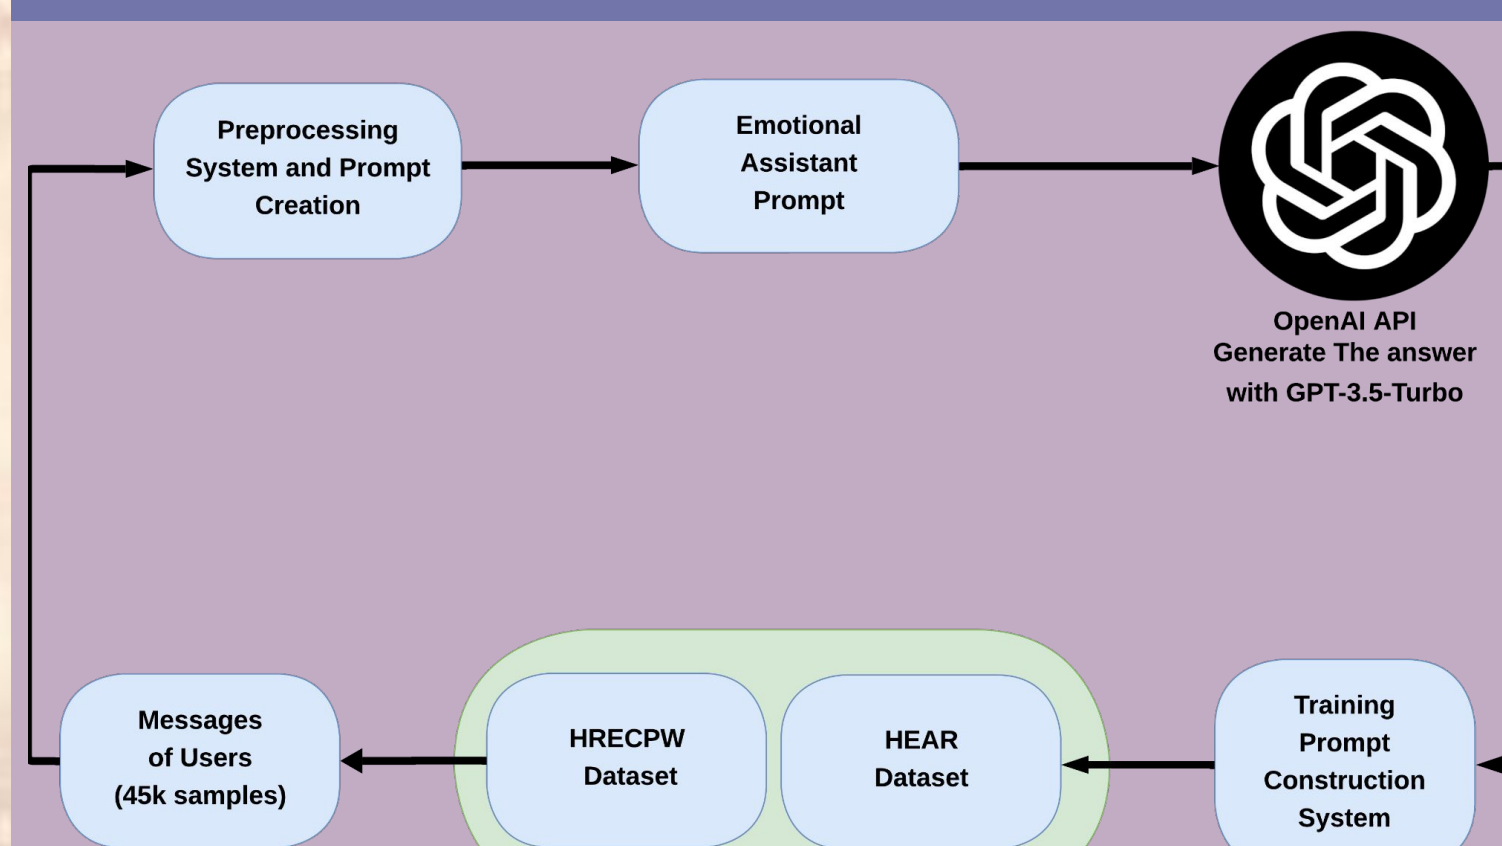 Preprocessing
System and Prompt
Creation
Emotional
Assistant
Prompt
OpenAI API
Generate The answer
with GPT-3.5-Turbo
Messages
of Users
(45k samples)
HRECPW
Dataset
HEAR
Dataset
Training
Prompt
Construction
System